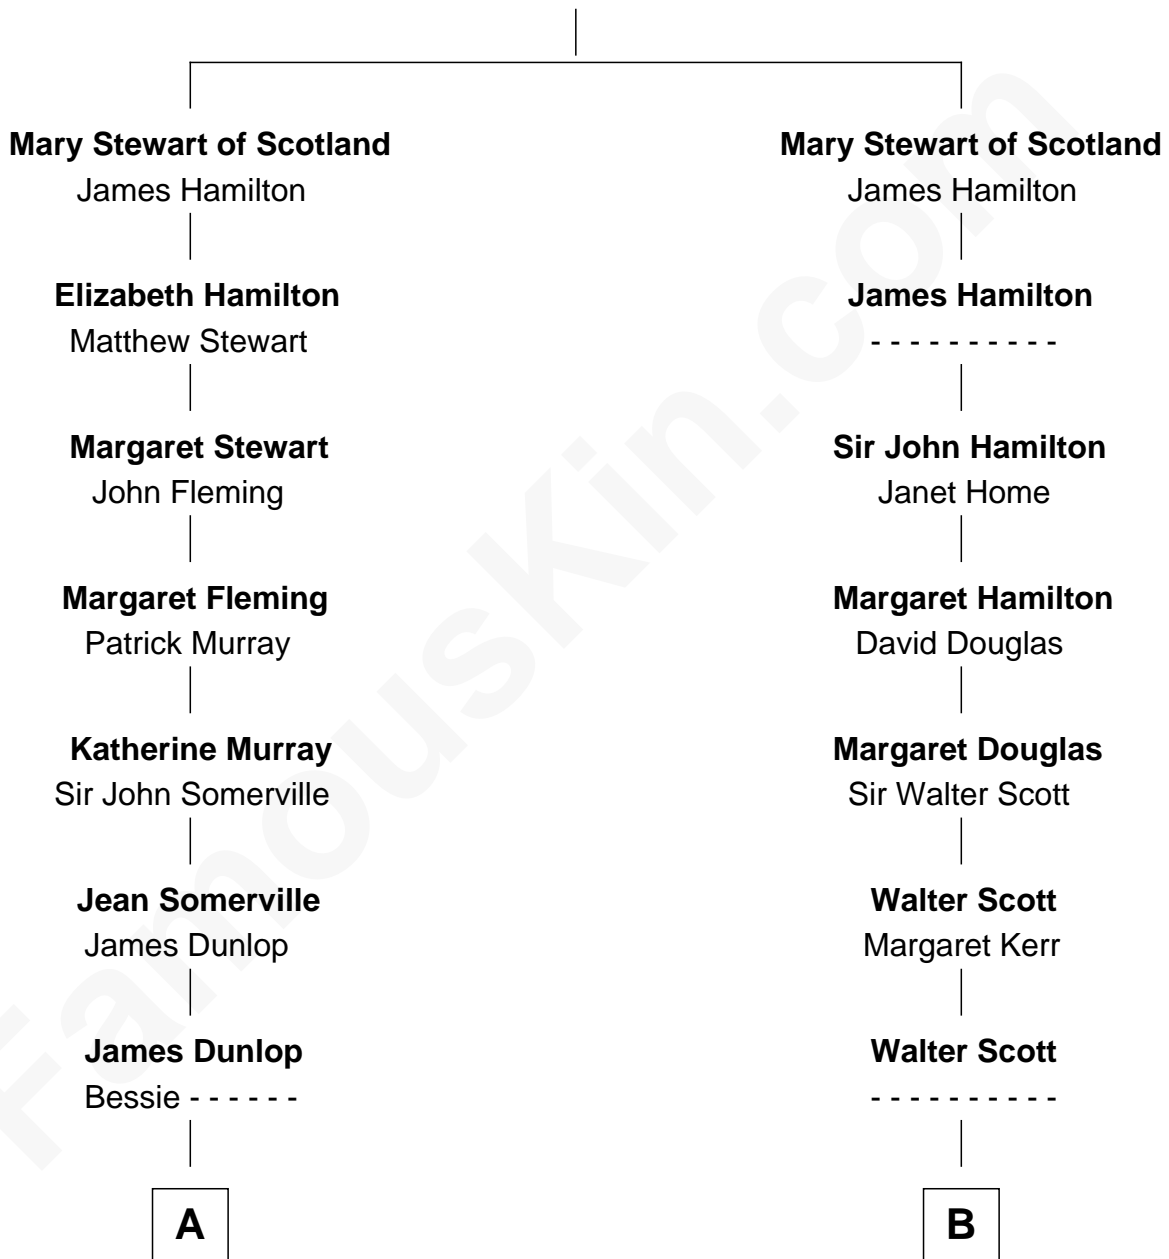 Mary Stewart of Scotland
James Hamilton
Elizabeth Hamilton
Matthew Stewart
Margaret Stewart
John Fleming
Margaret Fleming
Patrick Murray
Katherine Murray
Sir John Somerville
Jean Somerville
James Dunlop
James Dunlop
Bessie - - - - - -
A
Mary Stewart of Scotland
James Hamilton
James Hamilton
- - - - - - - - - -
Sir John Hamilton
Janet Home
Margaret Hamilton
David Douglas
Margaret Douglas
Sir Walter Scott
Walter Scott
Margaret Kerr
Walter Scott
- - - - - - - - - -
B
FamousKin.com